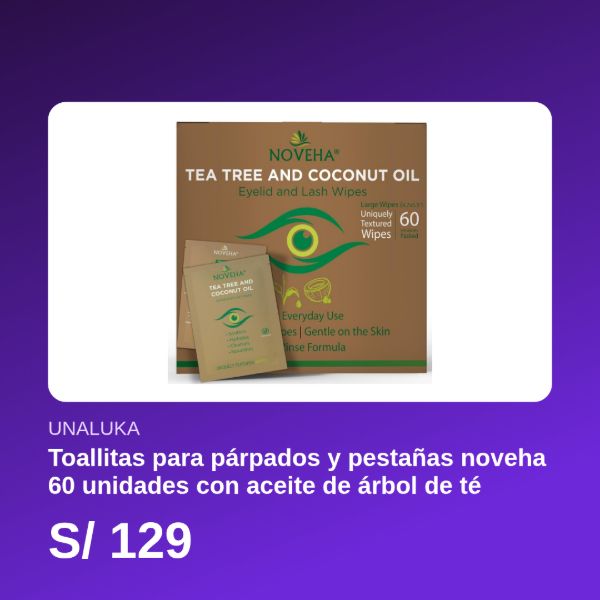 NOVEHA®
TEA TREE AND COCONUT OIL
Eyelid and Lash Wipes
Large Wipes
Uniquely
Textured
Wipes
60
NOVEHA®
NOVEHA®
TEA TREE AND
COCONUT OIL
Everyday Use
Gentle on the Skin
Formula
UNALUKA
Toallitas para párpados y pestañas noveha
60 unidades con aceite de árbol de té
S/ 129